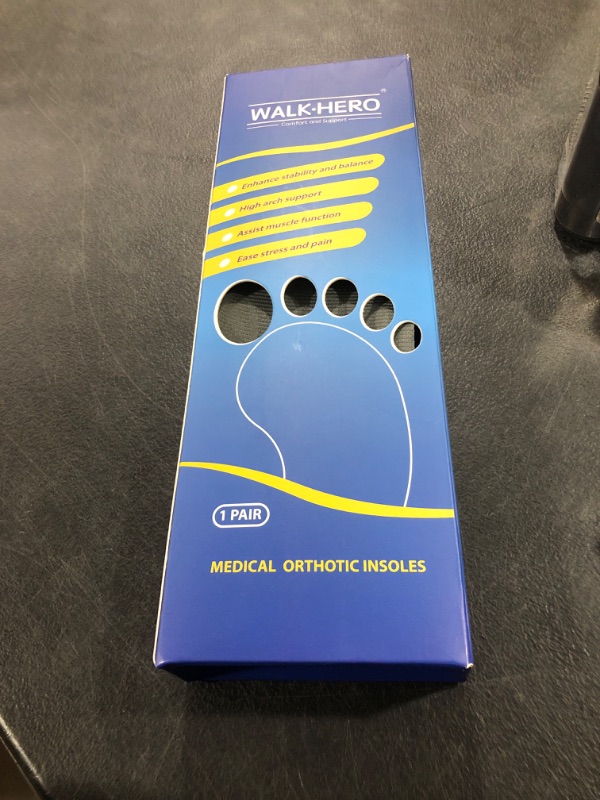 WALK·HERO®
Comfort and Support
Enhance stability and balance
High arch support
Assist muscle function
Ease stress and pain
1 PAIR
MEDICAL ORTHOTIC INSOLES